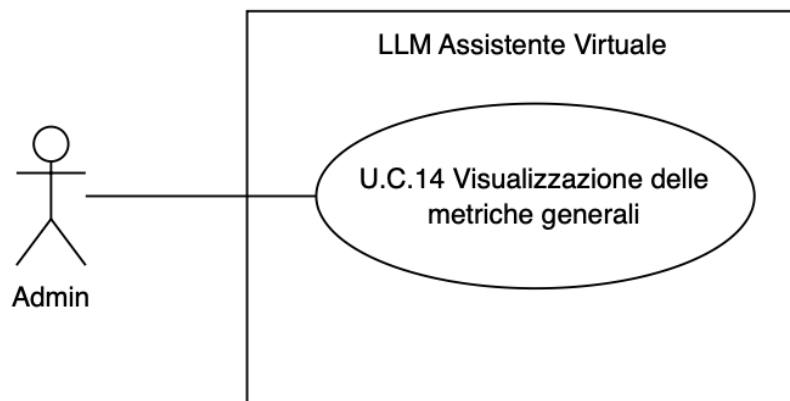 LLM Assistente Virtuale
U.C.14 Visualizzazione delle
metriche generali
Admin